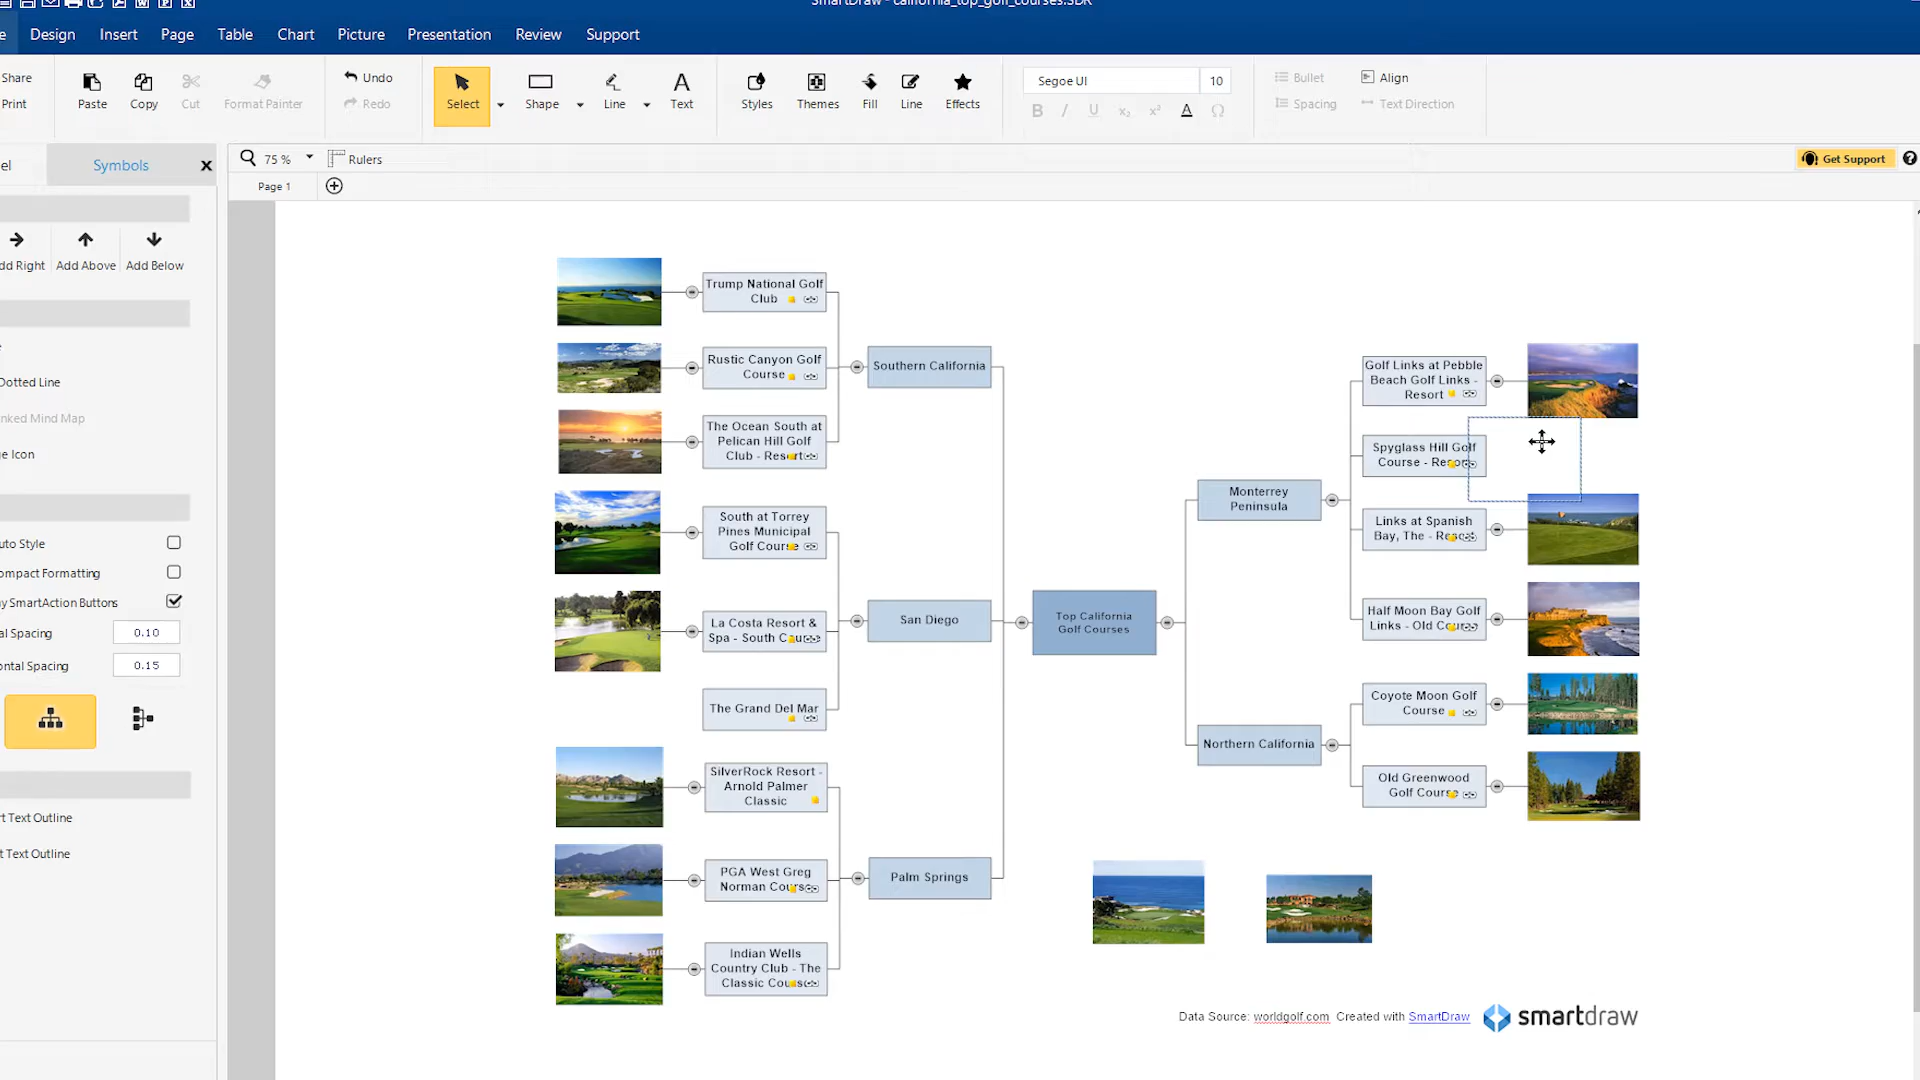 SmartDraw - california_top_golf_courses.SDR
Design Insert Page Table Chart Picture Presentation Review Support
Share
Print
Paste Copy Cut Format Painter
Undo
Redo
Select Shape Line Text
Styles Themes Fill Line Effects
Segoe UI 10
B I U x₂ x² A Ω
Bullet Align
Spacing Text Direction
Symbols
75 % Rulers
Get Support
Page 1
Add Above Add Below
Dotted Line
Mind Map
Icon
Style
Formatting
SmartAction Buttons
Spacing 0.10
Spacing 0.15
Text Outline
Text Outline
Trump National Golf
Club
Rustic Canyon Golf
Course
The Ocean South at
Pelican Hill Golf
Club - Resort
Southern California
South at Torrey
Pines Municipal
Golf Course
La Costa Resort &
Spa - South Course
The Grand Del Mar
San Diego
SilverRock Resort -
Arnold Palmer
Classic
PGA West Greg
Norman Course
Indian Wells
Country Club - The
Classic Course
Palm Springs
Top California
Golf Courses
Monterrey
Peninsula
Golf Links at Pebble
Beach Golf Links -
Resort
Spyglass Hill Golf
Course - Resort
Links at Spanish
Bay, The - Resort
Half Moon Bay Golf
Links - Old Course
Northern California
Coyote Moon Golf
Course
Old Greenwood
Golf Course
Data Source: worldgolf.com Created with SmartDraw
smartdraw